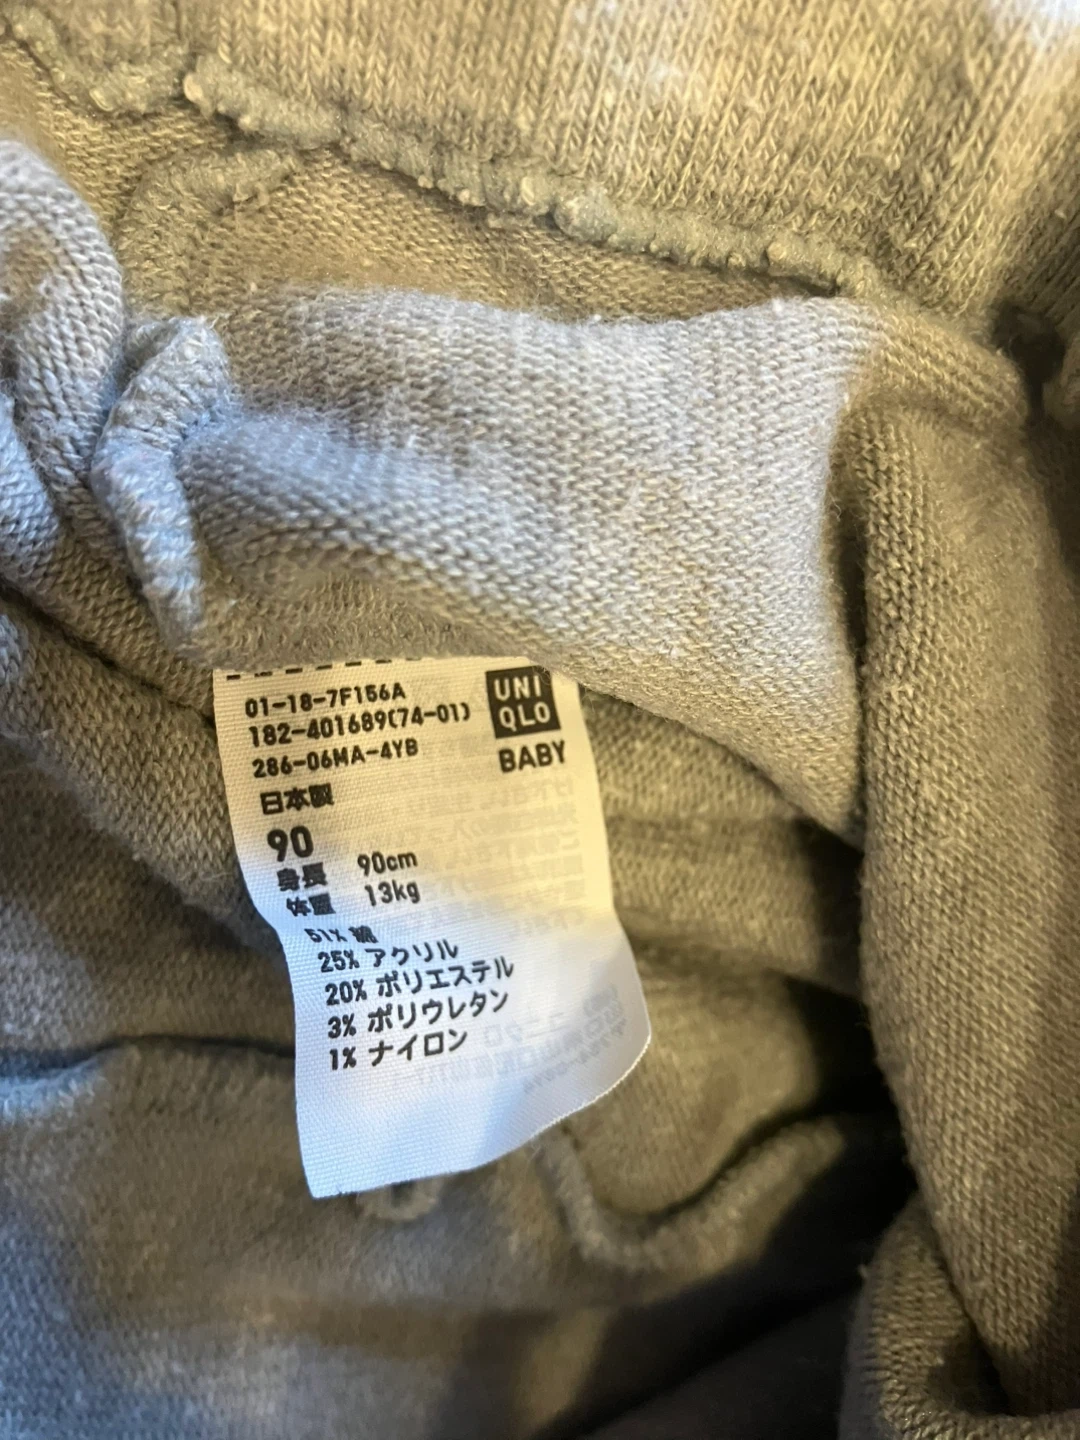 01-18-7F156A
182-401689(74-01)
286-06MA-4YB
UNI
QLO
BABY
日本製
90
身長 90cm
体重 13kg
51% 綿
25% アクリル
20% ポリエステル
3% ポリウレタン
1% ナイロン